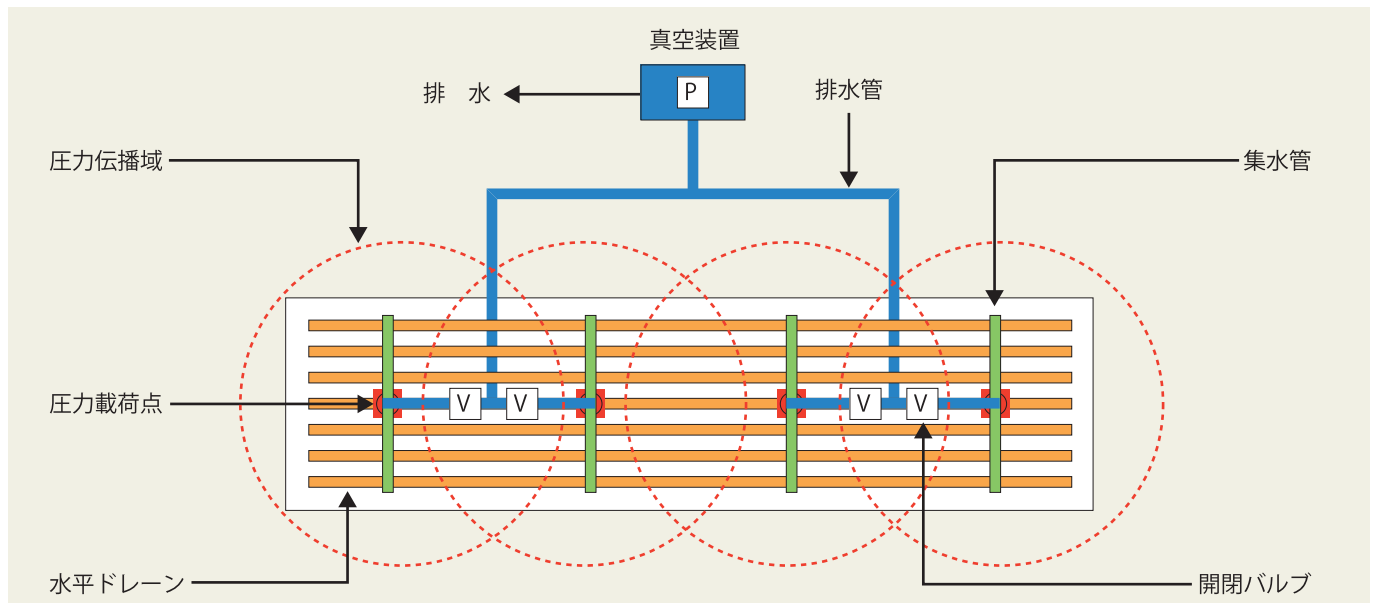 真空装置
P
排　水
排水管
圧力伝播域
集水管
圧力載荷点
V
V
V
V
水平ドレーン
開閉バルブ